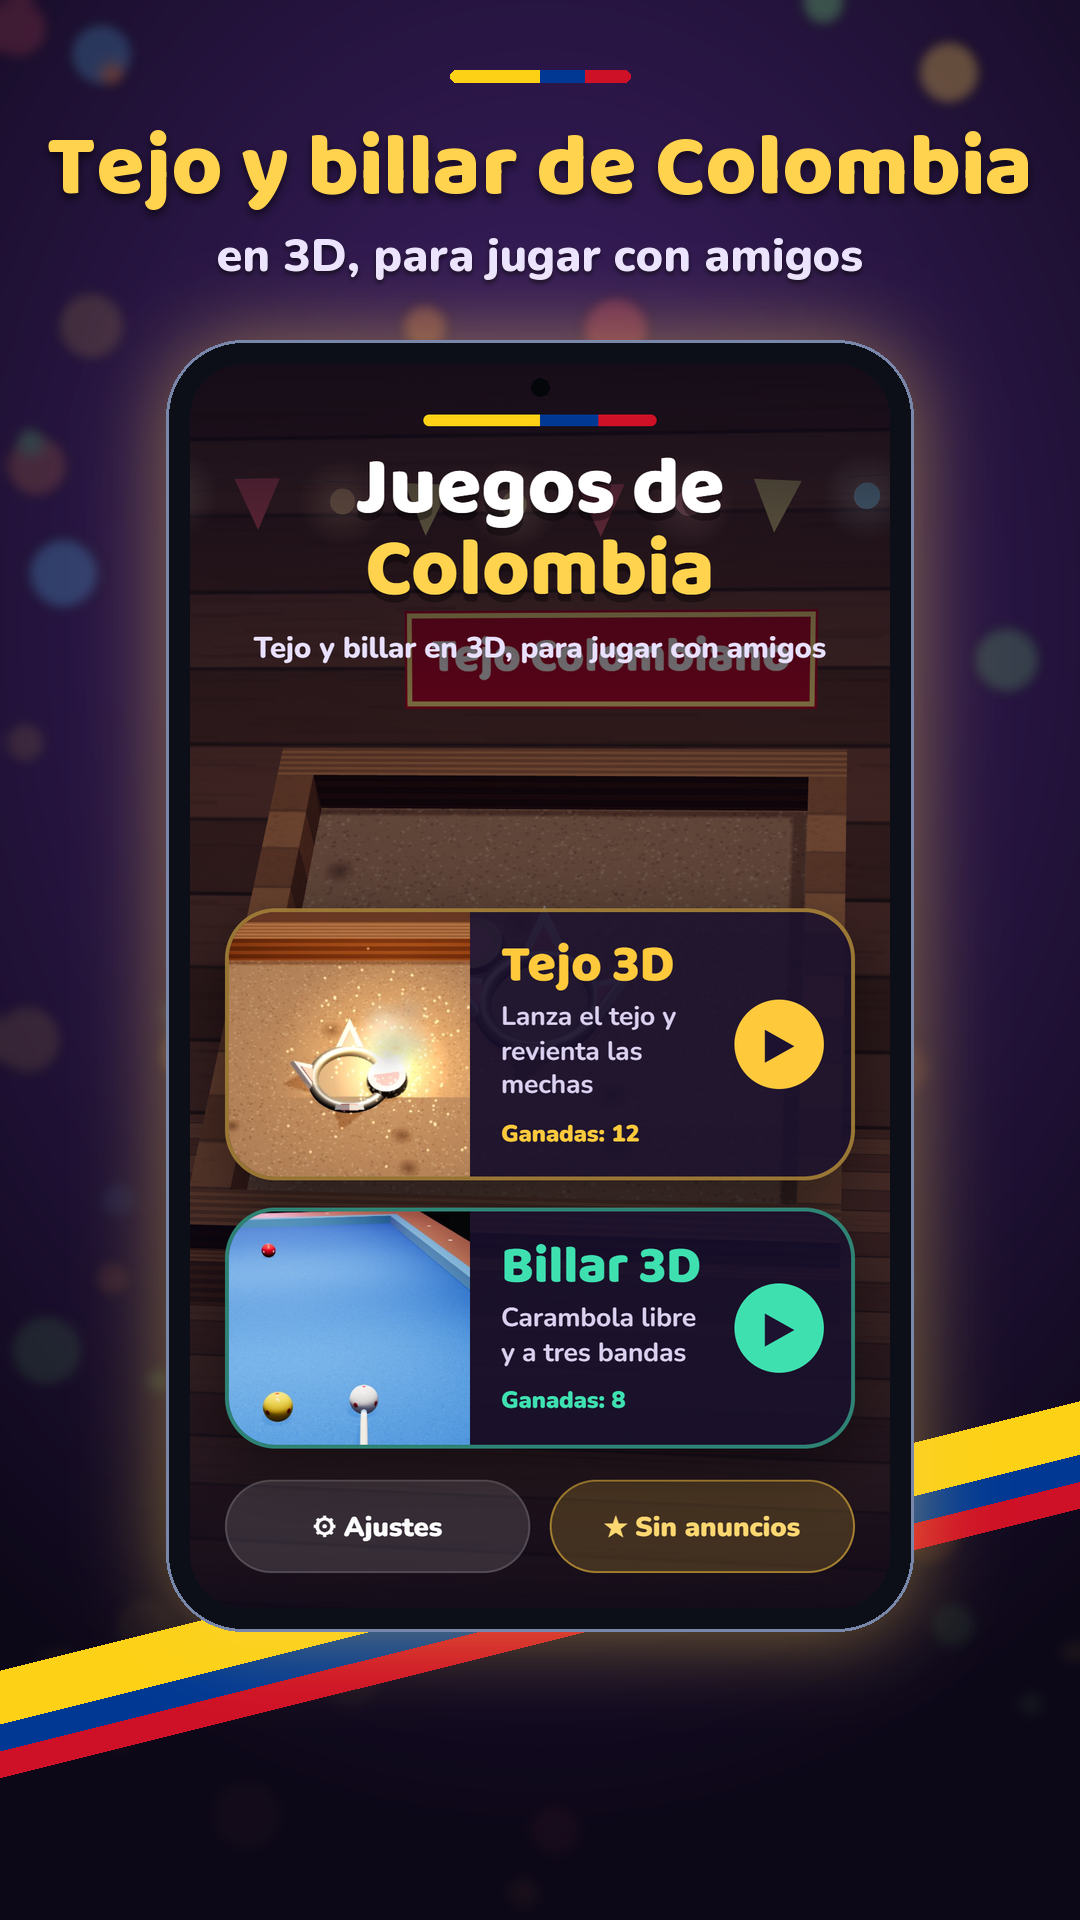 Tejo y billar de Colombia
en 3D, para jugar con amigos
Juegos de
Colombia
Tejo y billar en 3D, para jugar con amigos
Tejo Colombiano
Tejo 3D
Lanza el tejo y
revienta las
mechas
Ganadas: 12
Billar 3D
Carambola libre
y a tres bandas
Ganadas: 8
⚙ Ajustes
★ Sin anuncios